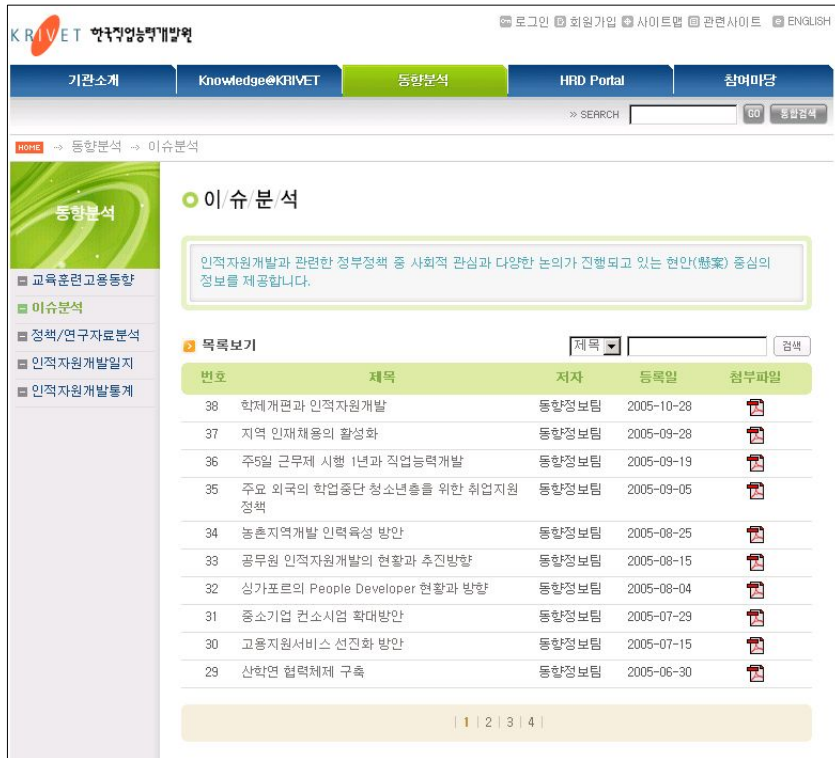 KRIVET 한국직업능력개발원
로그인 회원가입 사이트맵 관련사이트 ENGLISH
기관소개 Knowledge@KRIVET 동향분석 HRD Portal 참여마당
» SEARCH GO 통합검색
HOME → 동향분석 → 이슈분석
동향분석
교육훈련고용동향
이슈분석
정책/연구자료분석
인적자원개발일지
인적자원개발통계
이/슈/분/석
인적자원개발과 관련한 정부정책 중 사회적 관심과 다양한 논의가 진행되고 있는 현안(懸案) 중심의
정보를 제공합니다.
목록보기 제목 검색
번호 제목 저자 등록일 첨부파일
38 학제개편과 인적자원개발 동향정보팀 2005-10-28
37 지역 인재채용의 활성화 동향정보팀 2005-09-28
36 주5일 근무제 시행 1년과 직업능력개발 동향정보팀 2005-09-19
35 주요 외국의 학업중단 청소년층을 위한 취업지원 동향정보팀 2005-09-05
정책
34 농촌지역개발 인력육성 방안 동향정보팀 2005-08-25
33 공무원 인적자원개발의 현황과 추진방향 동향정보팀 2005-08-15
32 싱가포르의 People Developer 현황과 방향 동향정보팀 2005-08-04
31 중소기업 컨소시엄 확대방안 동향정보팀 2005-07-29
30 고용지원서비스 선진화 방안 동향정보팀 2005-07-15
29 산학연 협력체제 구축 동향정보팀 2005-06-30
| 1 | 2 | 3 | 4 |